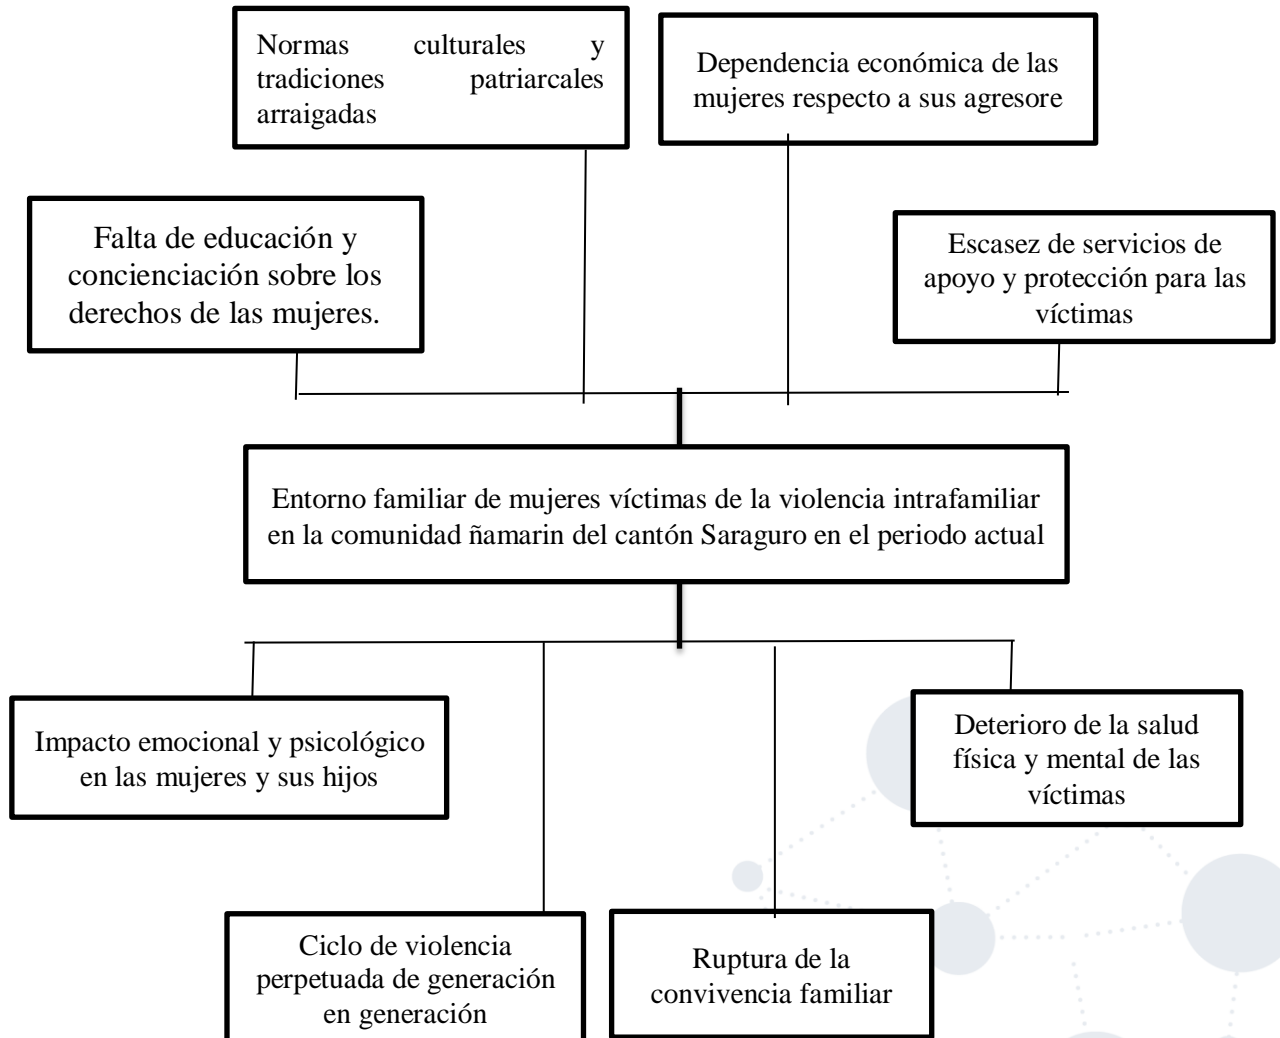 Normas culturales y
tradiciones patriarcales
arraigadas
Dependencia económica de las
mujeres respecto a sus agresore
Falta de educación y
concienciación sobre los
derechos de las mujeres.
Escasez de servicios de
apoyo y protección para las
víctimas
Entorno familiar de mujeres víctimas de la violencia intrafamiliar
en la comunidad ñamarin del cantón Saraguro en el periodo actual
Impacto emocional y psicológico
en las mujeres y sus hijos
Deterioro de la salud
física y mental de las
víctimas
Ciclo de violencia
perpetuada de generación
en generación
Ruptura de la
convivencia familiar